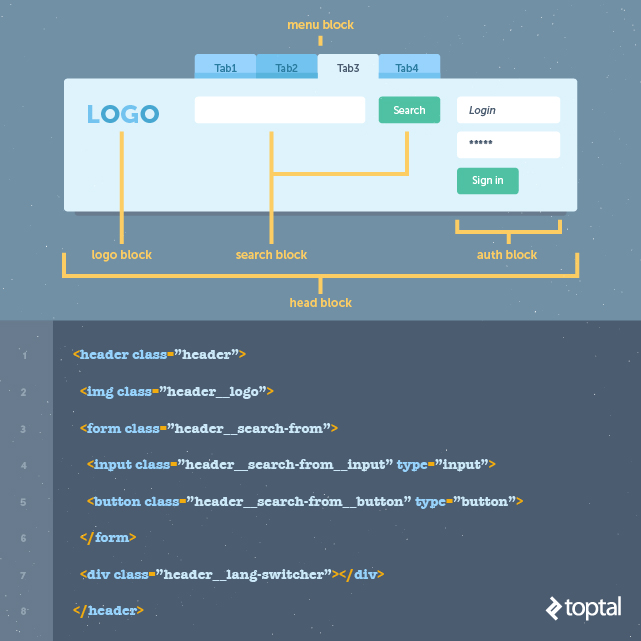 menu block
Tab1 Tab2 Tab3 Tab4
LOGO Search Login
*****
Sign in
logo block search block auth block
head block
1 <header class=”header”>
2 <img class=”header__logo”>
3 <form class=”header__search-from”>
4 <input class=”header__search-from__input” type=”input”>
5 <button class=”header__search-from__button” type=”button”>
6 </form>
7 <div class=”header__lang-switcher”></div>
8 </header>
toptal